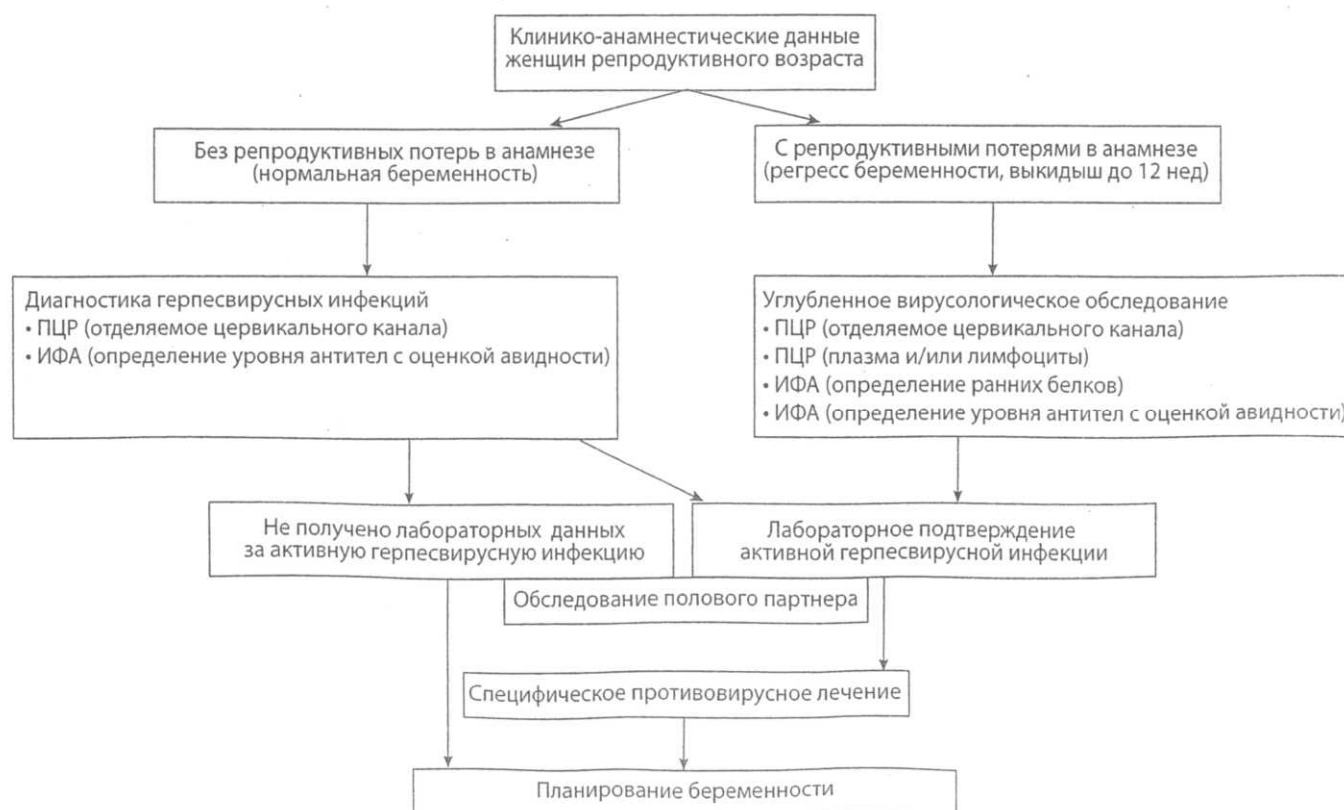 Клинико-анамнестические данные
женщин репродуктивного возраста
Без репродуктивных потерь в анамнезе
(нормальная беременность)
С репродуктивными потерями в анамнезе
(регресс беременности, выкидыш до 12 нед)
Диагностика герпесвирусных инфекций
• ПЦР (отделяемое цервикального канала)
• ИФА (определение уровня антител с оценкой авидности)
Углубленное вирусологическое обследование
• ПЦР (отделяемое цервикального канала)
• ПЦР (плазма и/или лимфоциты)
• ИФА (определение ранних белков)
• ИФА (определение уровня антител с оценкой авидности)
Не получено лабораторных данных
за активную герпесвирусную инфекцию
Лабораторное подтверждение
активной герпесвирусной инфекции
Обследование полового партнера
Специфическое противовирусное лечение
Планирование беременности